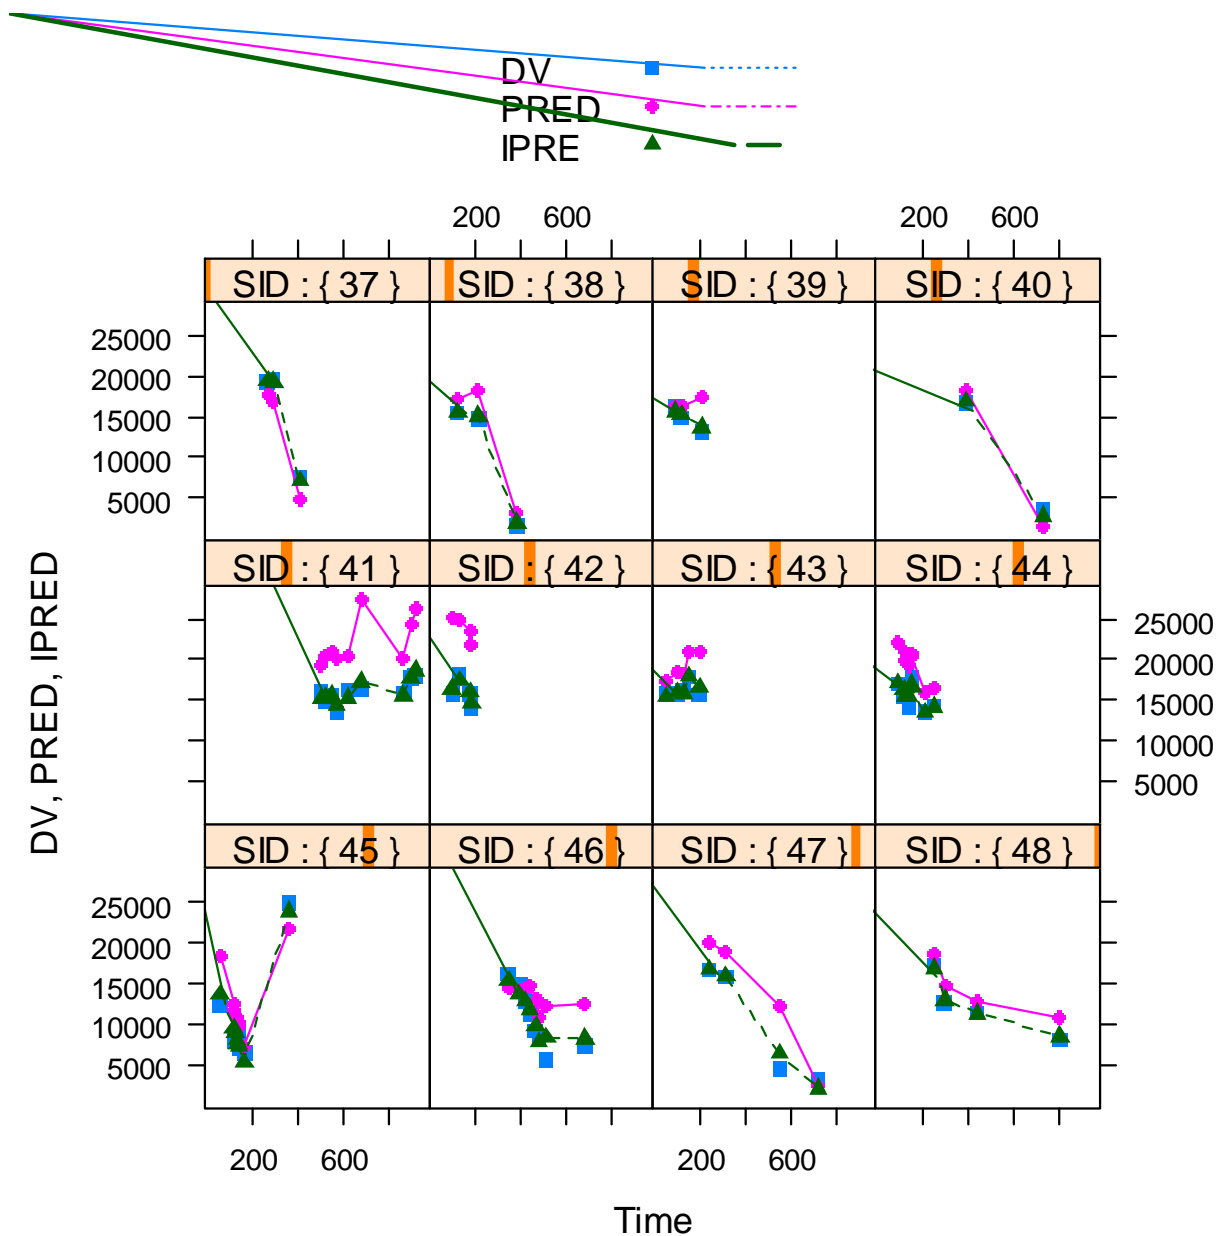 DV
PRED
IPRE
200 600 200 600
SID : { 37 } SID : { 38 } SID : { 39 } SID : { 40 }
25000
20000
15000
10000
5000
SID : { 41 } SID : { 42 } SID : { 43 } SID : { 44 }
25000
20000
15000
10000
5000
DV, PRED, IPRED
SID : { 45 } SID : { 46 } SID : { 47 } SID : { 48 }
25000
20000
15000
10000
5000
200 600 200 600
Time